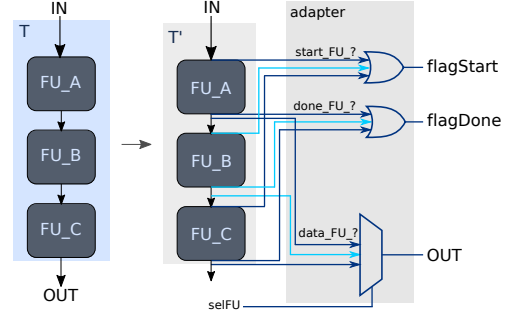 IN
T
FU_A
FU_B
FU_C
OUT
IN
T'
FU_A
FU_B
FU_C
adapter
start_FU_?
flagStart
done_FU_?
flagDone
data_FU_?
OUT
selFU